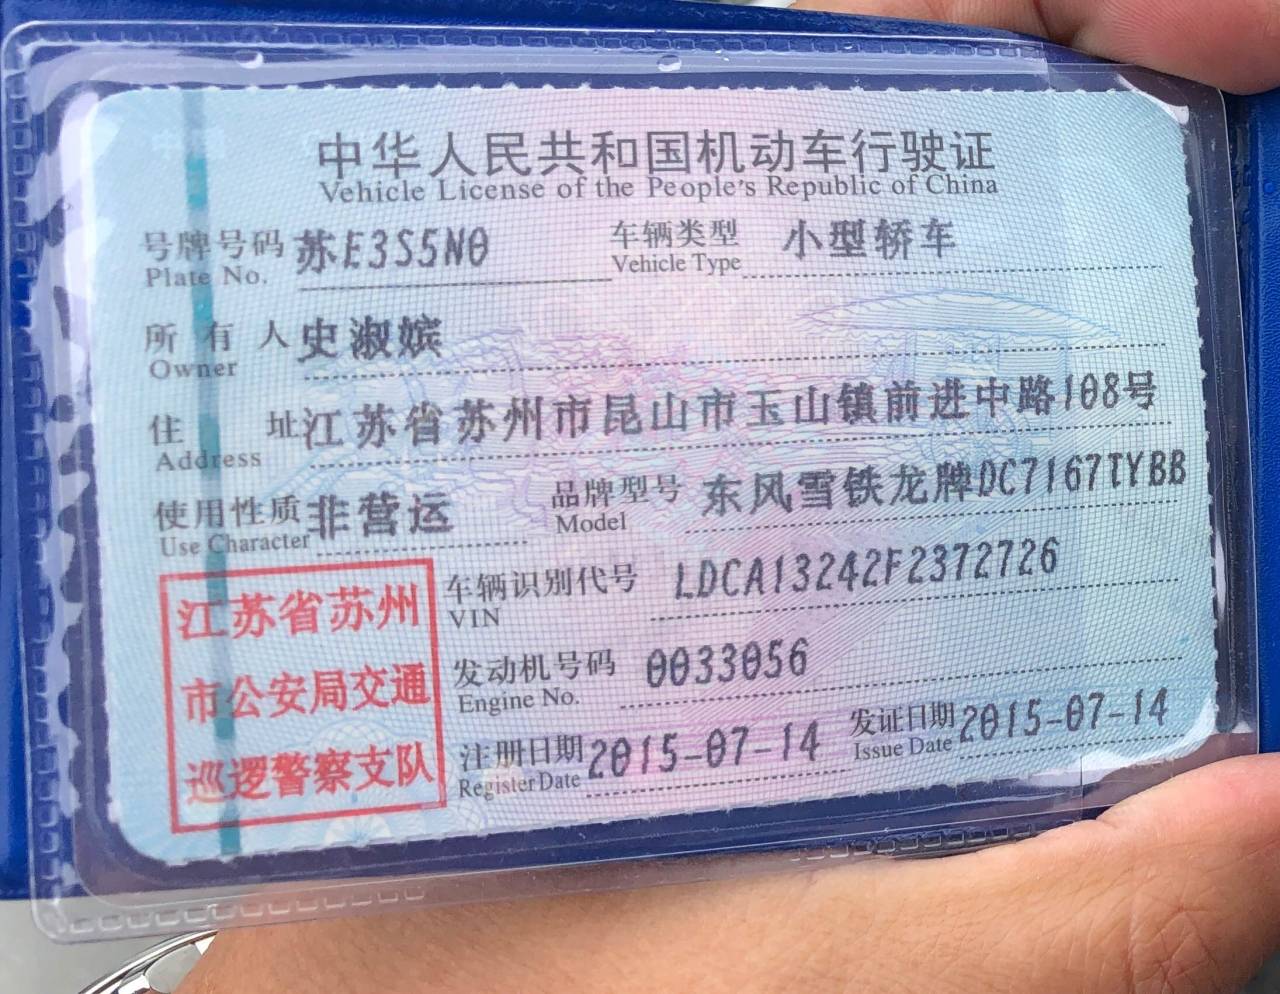 中华人民共和国机动车行驶证
Vehicle License of the People's Republic of China
号牌号码 苏E3S5N0 车辆类型 小型轿车
Plate No. Vehicle Type
所有人 史淑嫔
Owner
住址 江苏省苏州市昆山市玉山镇前进中路108号
Address
使用性质 非营运 品牌型号 东风雪铁龙牌DC7167TYBB
Use Character Model
江苏省苏州
市公安局交通
巡逻警察支队
车辆识别代号 LDCA13242F2372726
VIN
发动机号码 0033056
Engine No.
注册日期 2015-07-14 发证日期 2015-07-14
Register Date Issue Date